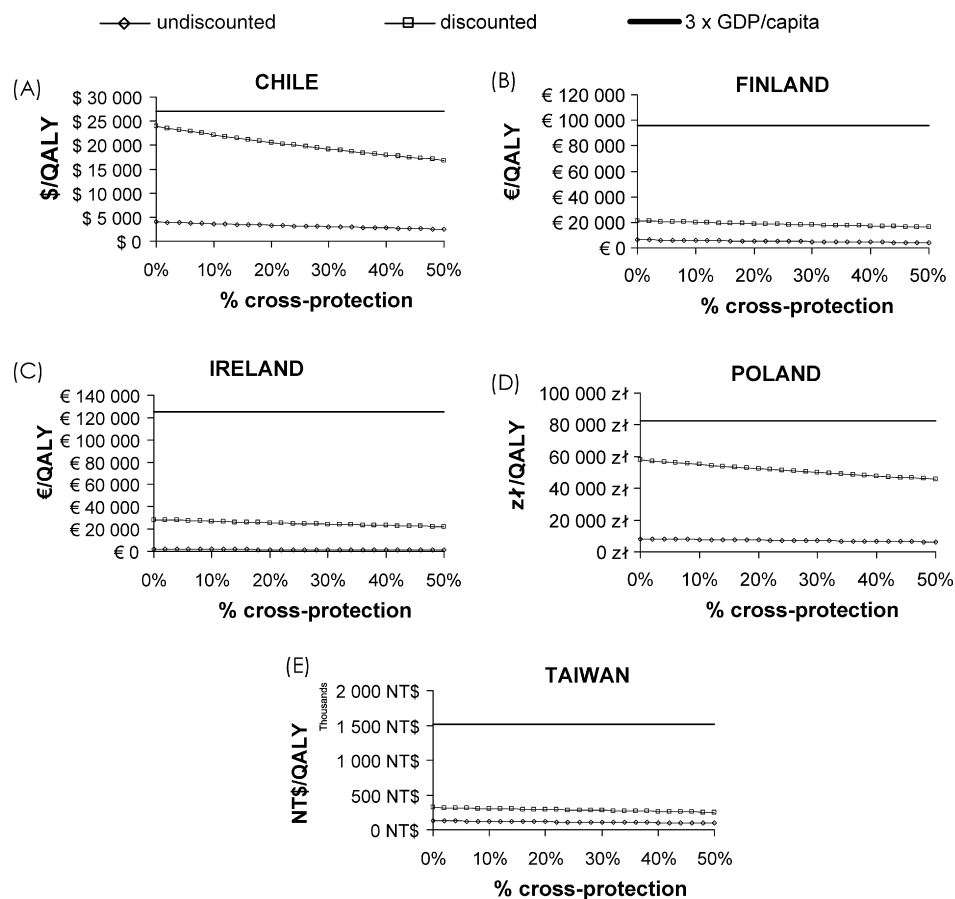 undiscounted discounted 3 x GDP/capita
(A) CHILE
$/QALY
$ 30 000
$ 25 000
$ 20 000
$ 15 000
$ 10 000
$ 5 000
$ 0
0% 10% 20% 30% 40% 50%
% cross-protection
(B) FINLAND
€/QALY
€ 120 000
€ 100 000
€ 80 000
€ 60 000
€ 40 000
€ 20 000
€ 0
0% 10% 20% 30% 40% 50%
% cross-protection
(C) IRELAND
€/QALY
€ 140 000
€ 120 000
€ 100 000
€ 80 000
€ 60 000
€ 40 000
€ 20 000
€ 0
0% 10% 20% 30% 40% 50%
% cross-protection
(D) POLAND
zł/QALY
100 000 zł
80 000 zł
60 000 zł
40 000 zł
20 000 zł
0 zł
0% 10% 20% 30% 40% 50%
% cross-protection
(E) TAIWAN
NT$/QALY
Thousands
2 000 NT$
1 500 NT$
1 000 NT$
500 NT$
0 NT$
0% 10% 20% 30% 40% 50%
% cross-protection